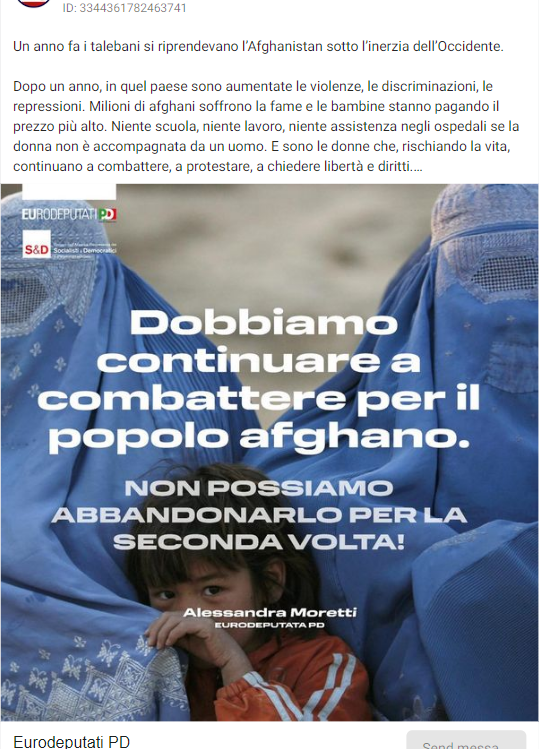 ID: 3344361782463741
Un anno fa i talebani si riprendevano l'Afghanistan sotto l'inerzia dell'Occidente.
Dopo un anno, in quel paese sono aumentate le violenze, le discriminazioni, le
repressioni. Milioni di afghani soffrono la fame e le bambine stanno pagando il
prezzo più alto. Niente scuola, niente lavoro, niente assistenza negli ospedali se la
donna non è accompagnata da un uomo. E sono le donne che, rischiando la vita,
continuano a combattere, a protestare, a chiedere libertà e diritti....
EURODEPUTATI PD
S&D
Socialisti e Democratici
Dobbiamo
continuare a
combattere per il
popolo afghano.
NON POSSIAMO
ABBANDONARLO PER LA
SECONDA VOLTA!
Alessandra Moretti
EURODEPUTATA PD
Eurodeputati PD
Send messa...